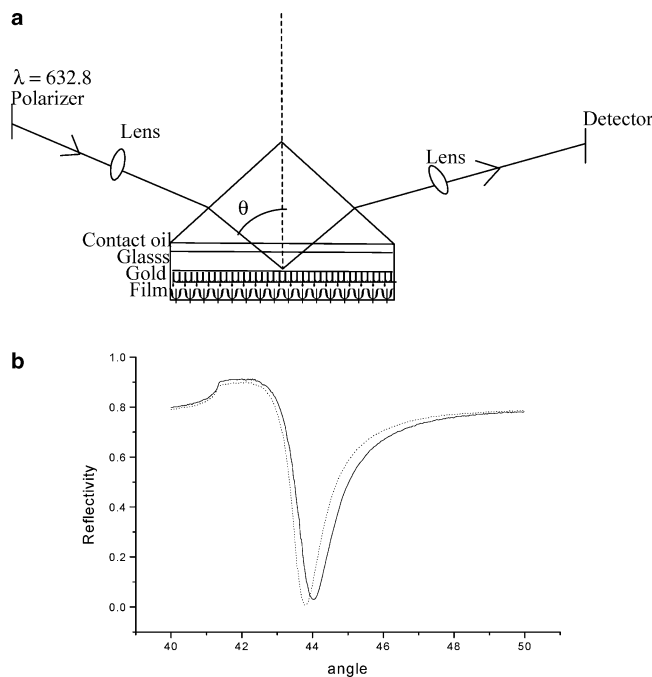 a
λ = 632.8
Polarizer
Lens
Detector
Lens
θ
Contact oil
Glasss
Gold
Film
b
1.0
0.8
0.6
0.4
0.2
0.0
Reflectivity
40 42 44 46 48 50
angle